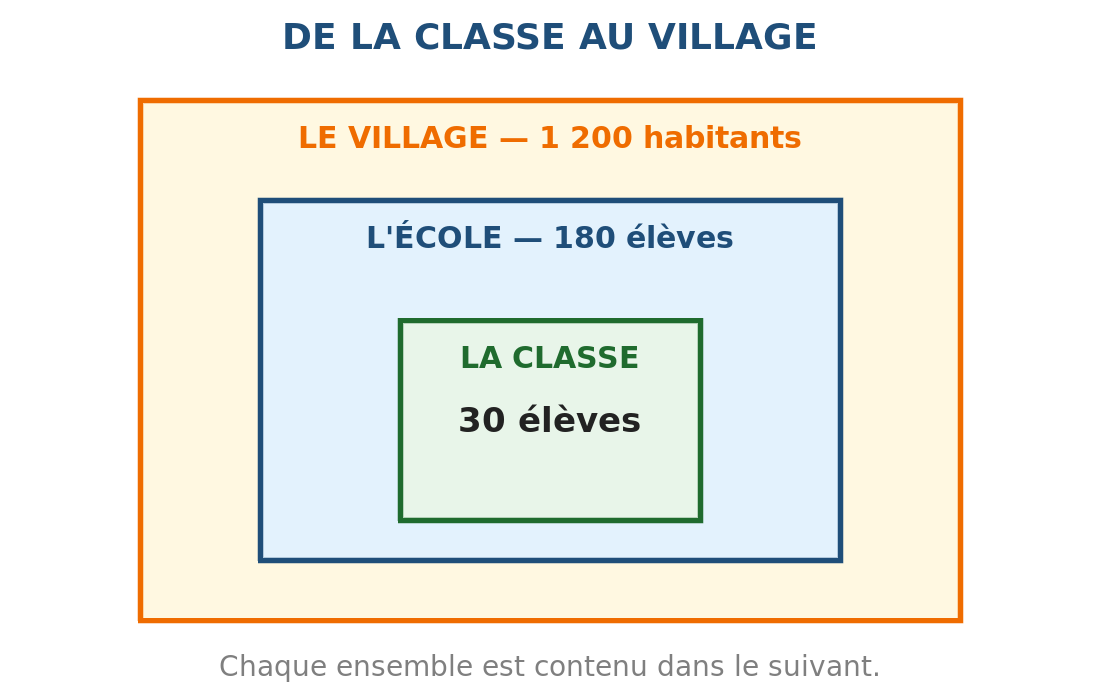 DE LA CLASSE AU VILLAGE
LE VILLAGE — 1 200 habitants
L'ÉCOLE — 180 élèves
LA CLASSE
30 élèves
Chaque ensemble est contenu dans le suivant.